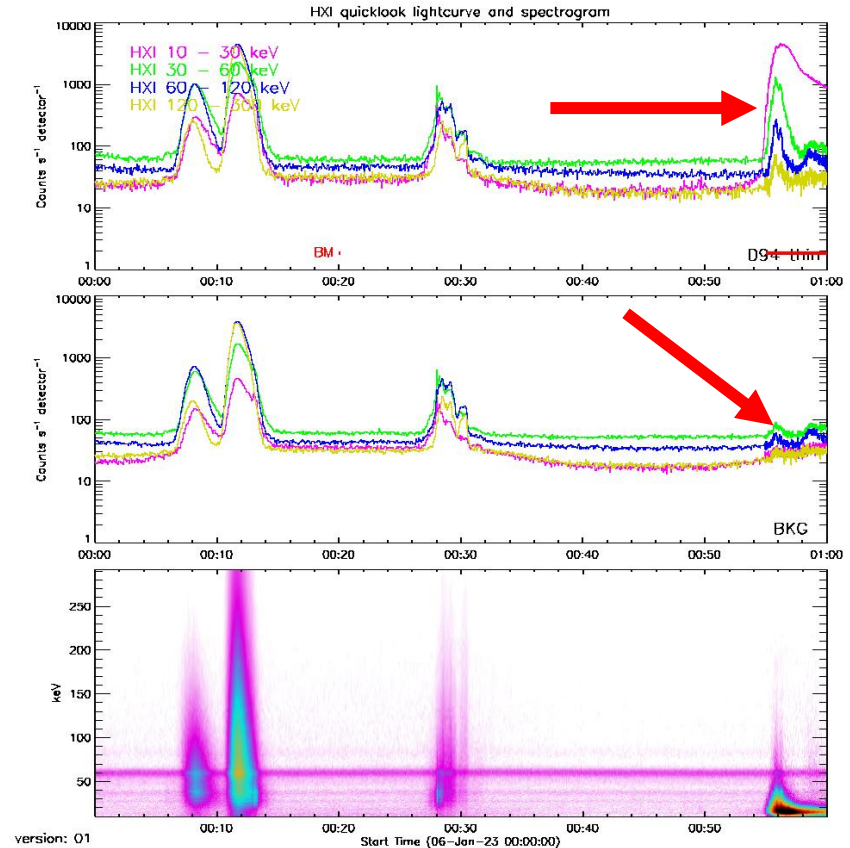 HXI quicklook lightcurve and spectrogram
10000
HXI 10 – 30 keV
HXI 30 – 60 keV
HXI 60 – 120 keV
HXI 120 – 300 keV
1000
100
10
1
Counts s⁻¹ detector⁻¹
BM
D94 thin
00:00 00:10 00:20 00:30 00:40 00:50 01:00
10000
1000
100
10
1
Counts s⁻¹ detector⁻¹
BKG
00:00 00:10 00:20 00:30 00:40 00:50 01:00
250
200
150
100
50
keV
00:10 00:20 00:30 00:40 00:50 01:00
Start Time (06-Jan-23 00:00:00)
version: 01